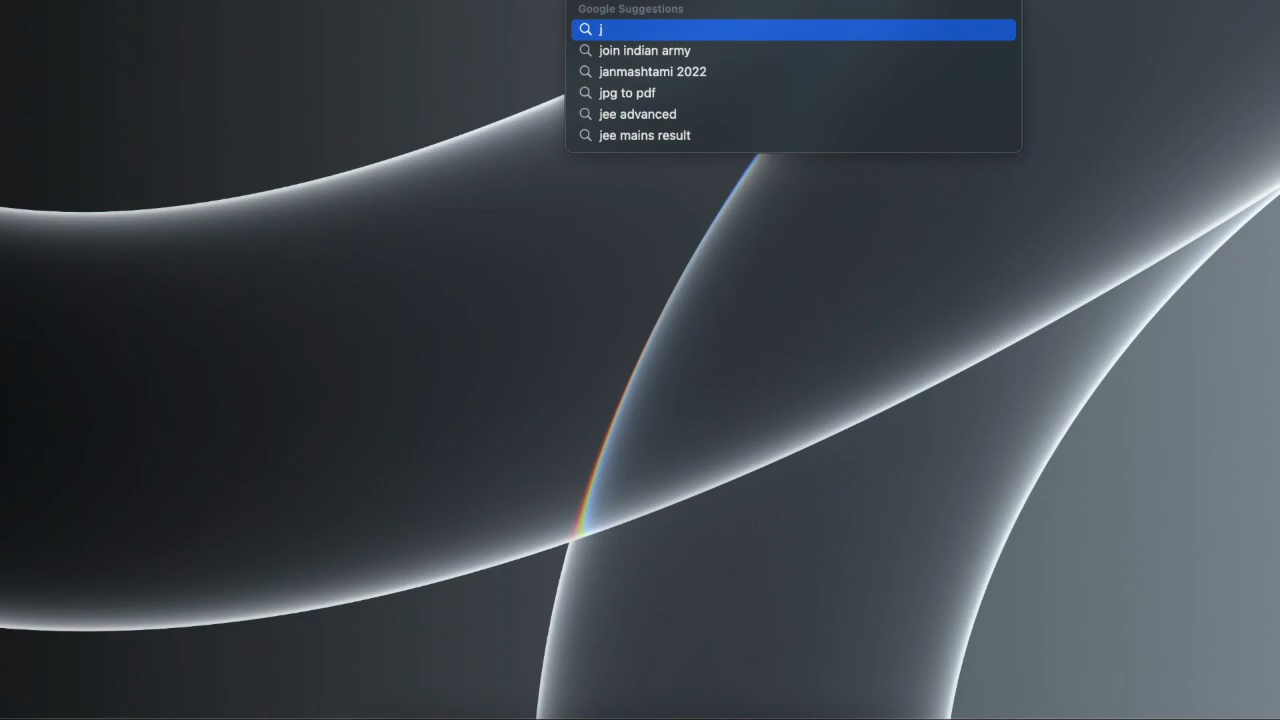 Google Suggestions
j
join indian army
janmashtami 2022
jpg to pdf
jee advanced
jee mains result